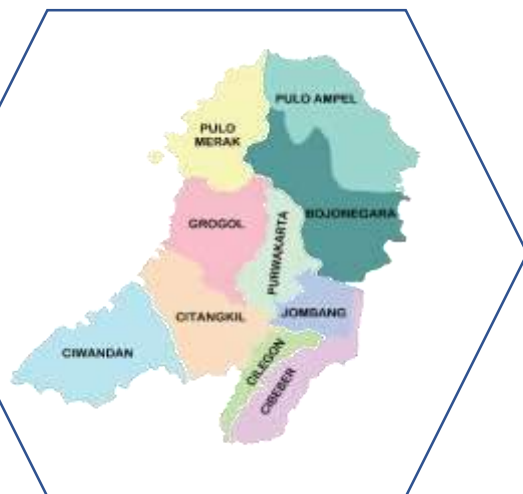 PULO AMPEL
PULO
MERAK
BOJONEGARA
GROGOL
PURWAKARTA
CITANGKIL
JOMBANG
CIWANDAN
CILEGON
CIBEBER